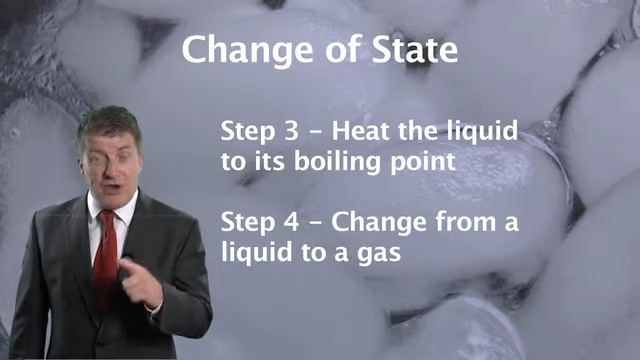 Change of State
Step 3 – Heat the liquid
to its boiling point
Step 4 – Change from a
liquid to a gas